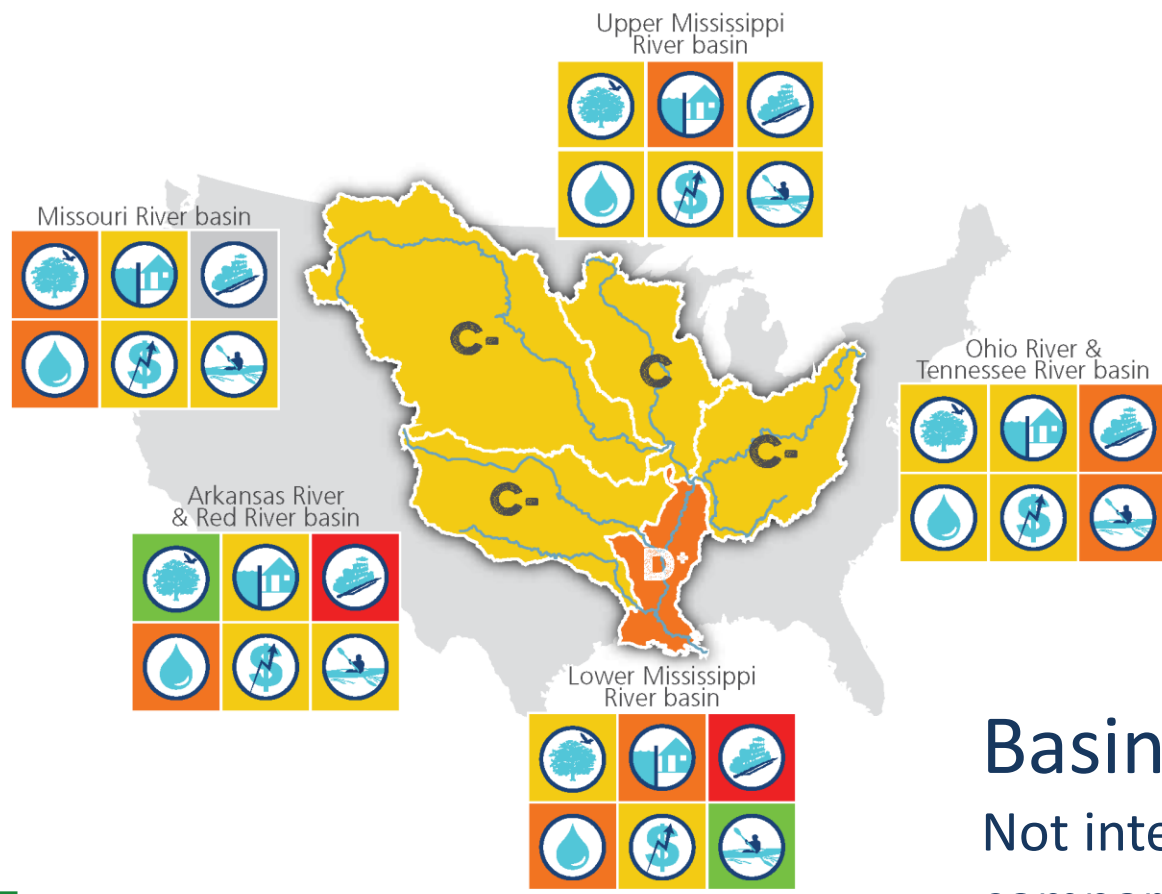 Upper Mississippi
River basin
Missouri River basin
C-
C
Ohio River &
Tennessee River basin
C-
Arkansas River
& Red River basin
C-
D+
Lower Mississippi
River basin
Basin
Not inte